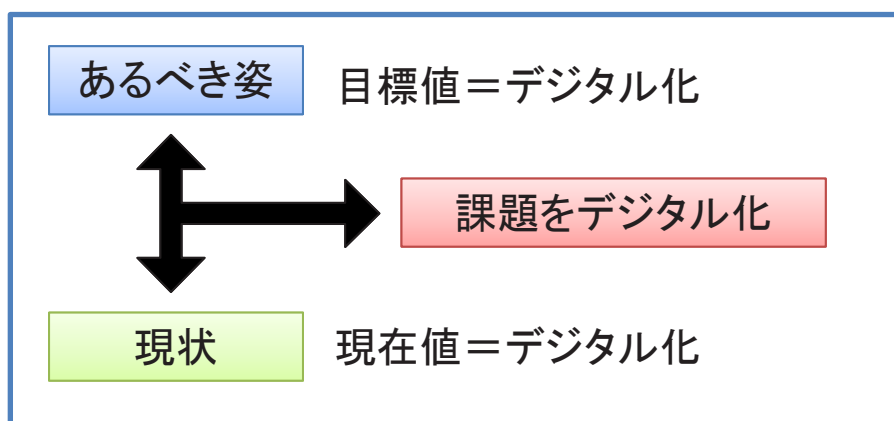 あるべき姿
目標値＝デジタル化
課題をデジタル化
現状
現在値＝デジタル化